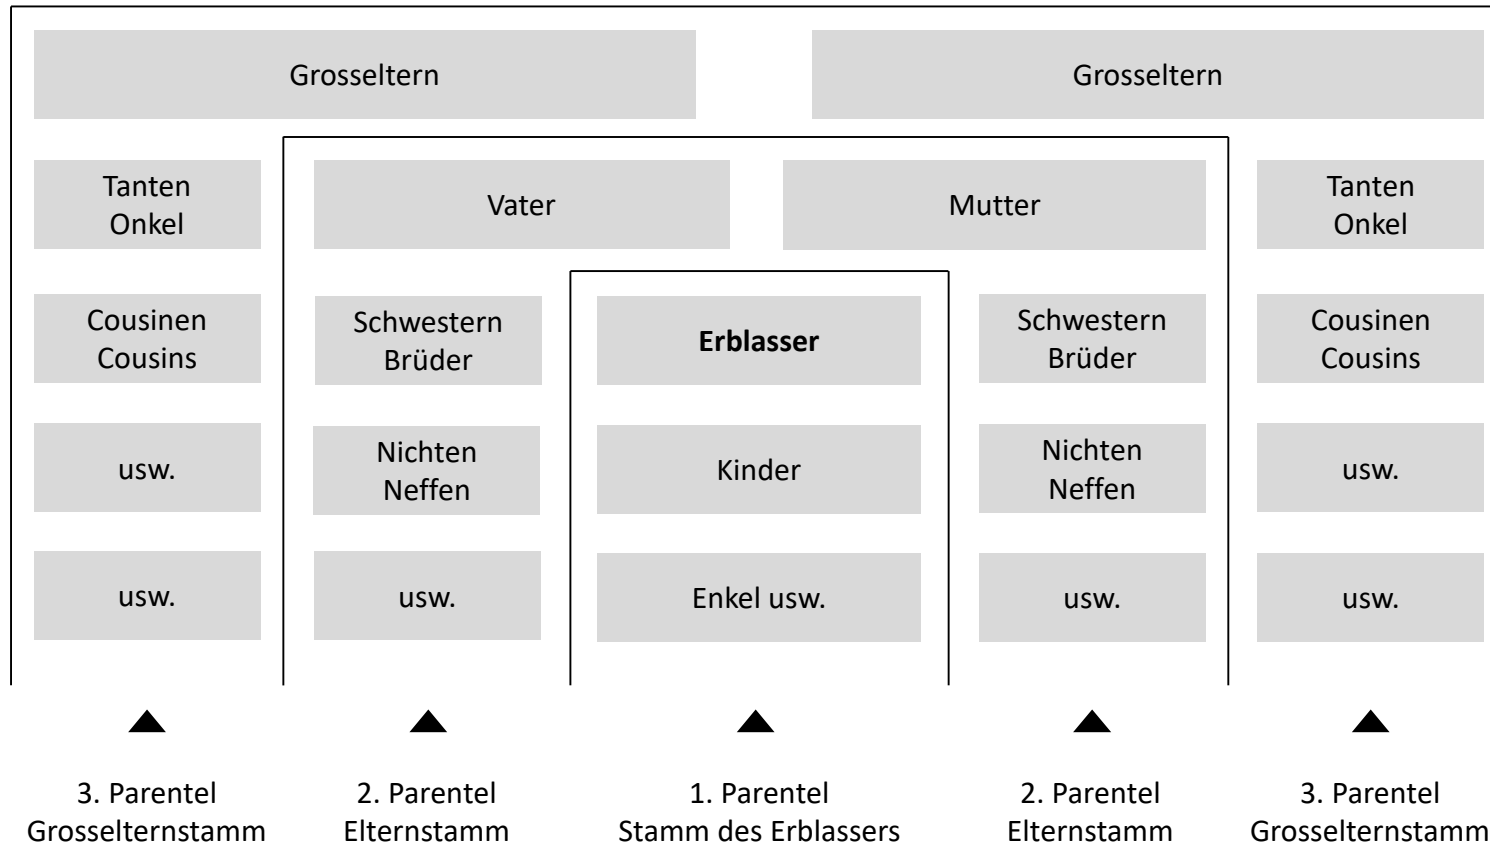 Grosseltern
Grosseltern
Tanten
Onkel
Vater
Mutter
Tanten
Onkel
Cousinen
Cousins
Schwestern
Brüder
Erblasser
Schwestern
Brüder
Cousinen
Cousins
usw.
Nichten
Neffen
Kinder
Nichten
Neffen
usw.
usw.
usw.
Enkel usw.
usw.
usw.
3. Parentel
Grosselternstamm
2. Parentel
Elternstamm
1. Parentel
Stamm des Erblassers
2. Parentel
Elternstamm
3. Parentel
Grosselternstamm